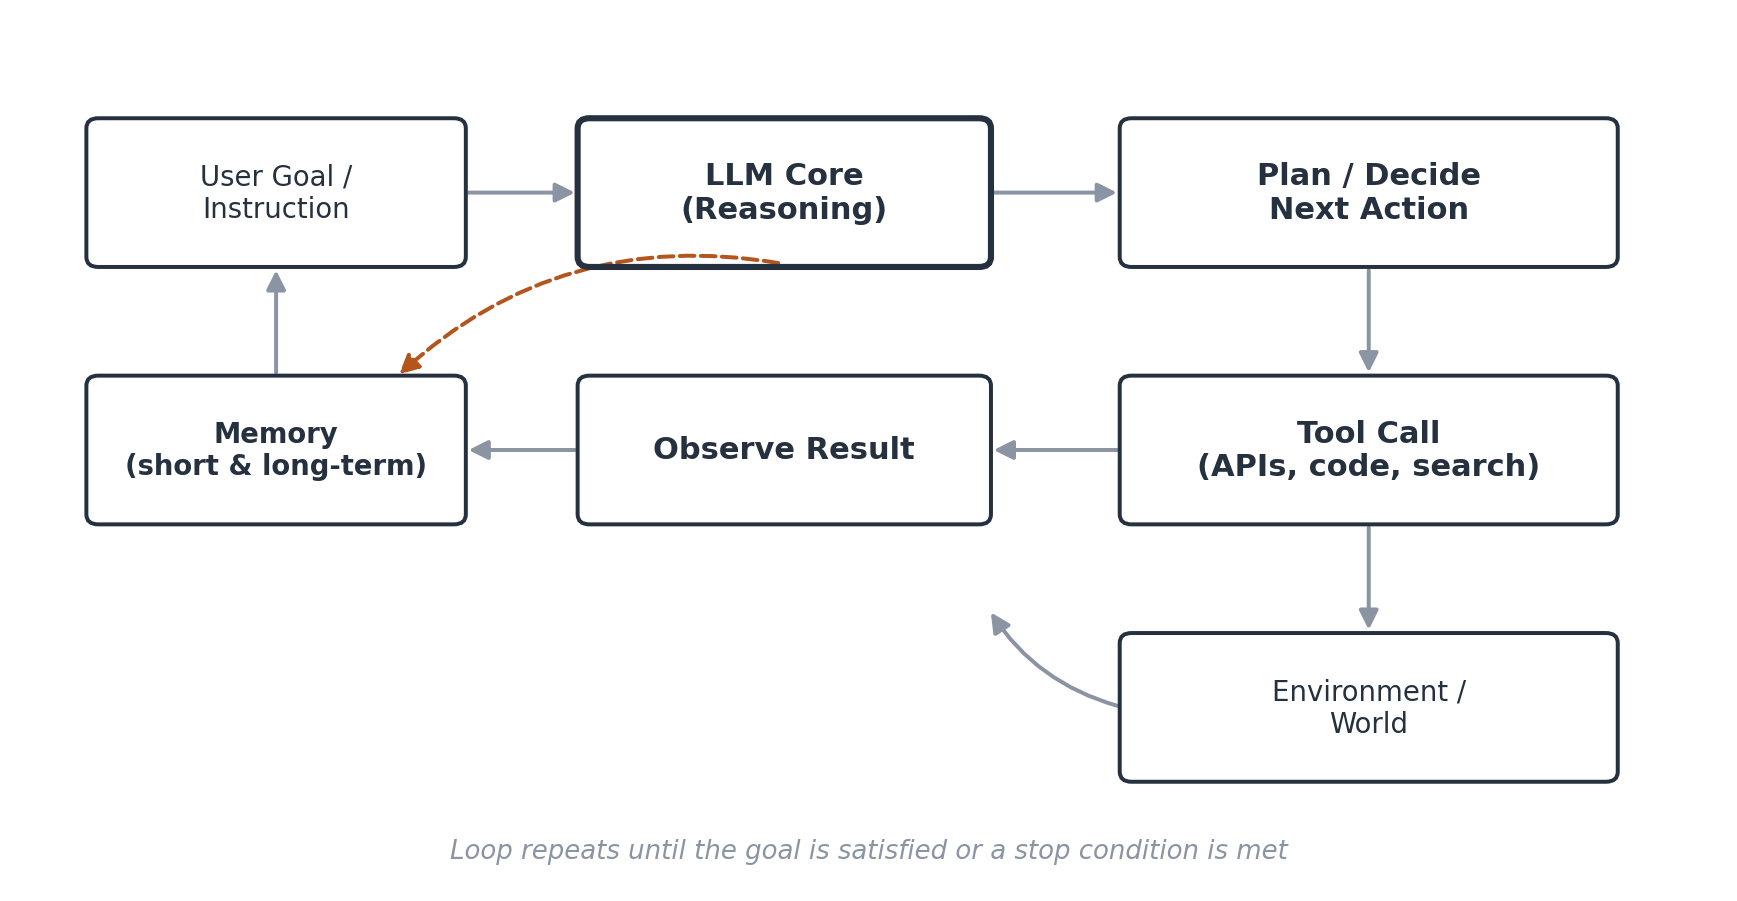 User Goal /
Instruction
LLM Core
(Reasoning)
Plan / Decide
Next Action
Memory
(short & long-term)
Observe Result
Tool Call
(APIs, code, search)
Environment /
World
Loop repeats until the goal is satisfied or a stop condition is met